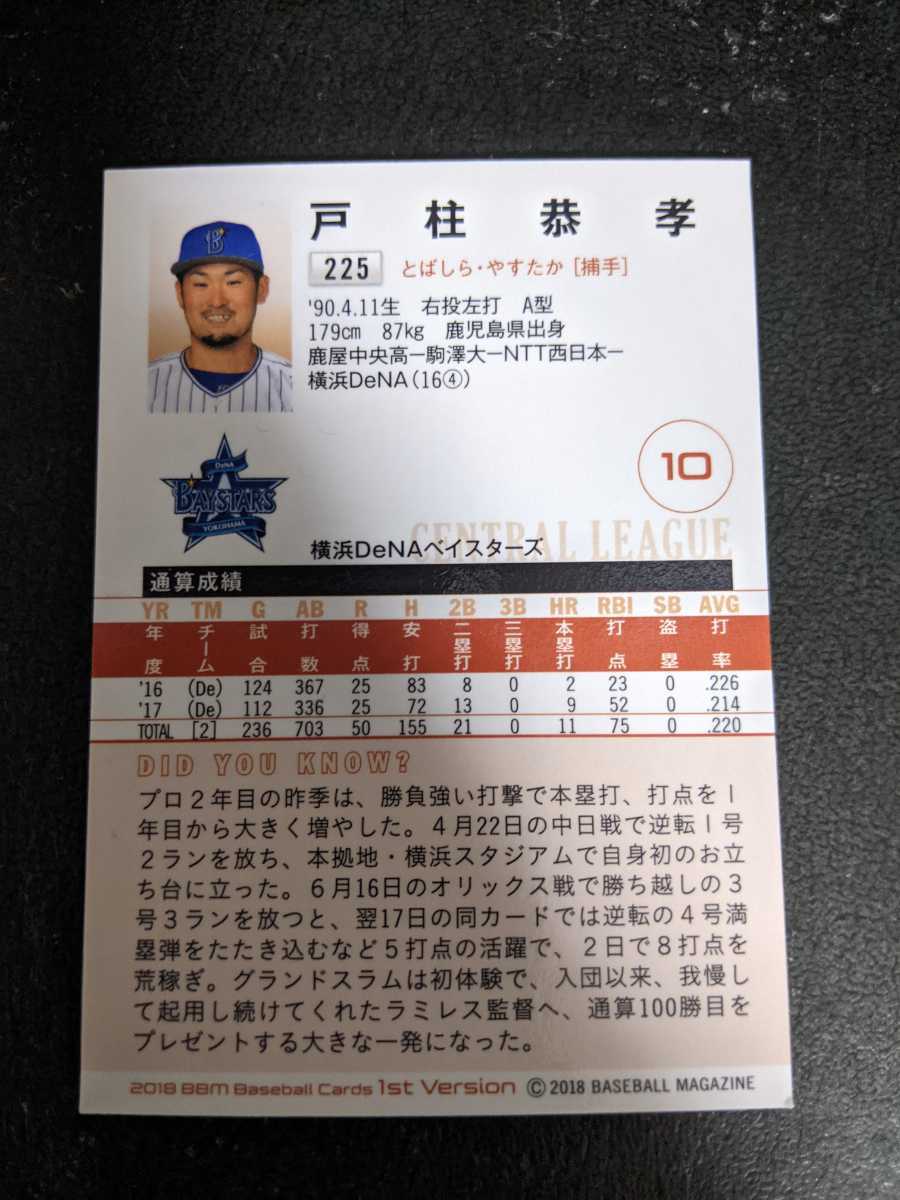 戸柱恭孝
225 とばしら・やすたか［捕手］
'90.4.11生 右投左打 A型
179cm 87kg 鹿児島県出身
鹿屋中央高ー駒澤大ーNTT西日本ー
横浜DeNA（16④）
10
DeNA
BAYSTARS
YOKOHAMA
CENTRAL LEAGUE
横浜DeNAベイスターズ
通算成績
YR TM G AB R H 2B 3B HR RBI SB AVG
年度 チーム 試合 打数 得点 安打 二塁打 三塁打 本塁打 打点 盗塁 打率
'16 (De) 124 367 25 83 8 0 2 23 0 .226
'17 (De) 112 336 25 72 13 0 9 52 0 .214
TOTAL [2] 236 703 50 155 21 0 11 75 0 .220
DID YOU KNOW?
プロ2年目の昨季は、勝負強い打撃で本塁打、打点を1
年目から大きく増やした。4月22日の中日戦で逆転1号
2ランを放ち、本拠地・横浜スタジアムで自身初のお立
ち台に立った。6月16日のオリックス戦で勝ち越しの3
号3ランを放つと、翌17日の同カードでは逆転の4号満
塁弾をたたき込むなど5打点の活躍で、2日で8打点を
荒稼ぎ。グランドスラムは初体験で、入団以来、我慢し
て起用し続けてくれたラミレス監督へ、通算100勝目を
プレゼントする大きな一発になった。
2018 BBM Baseball Cards 1st Version © 2018 BASEBALL MAGAZINE